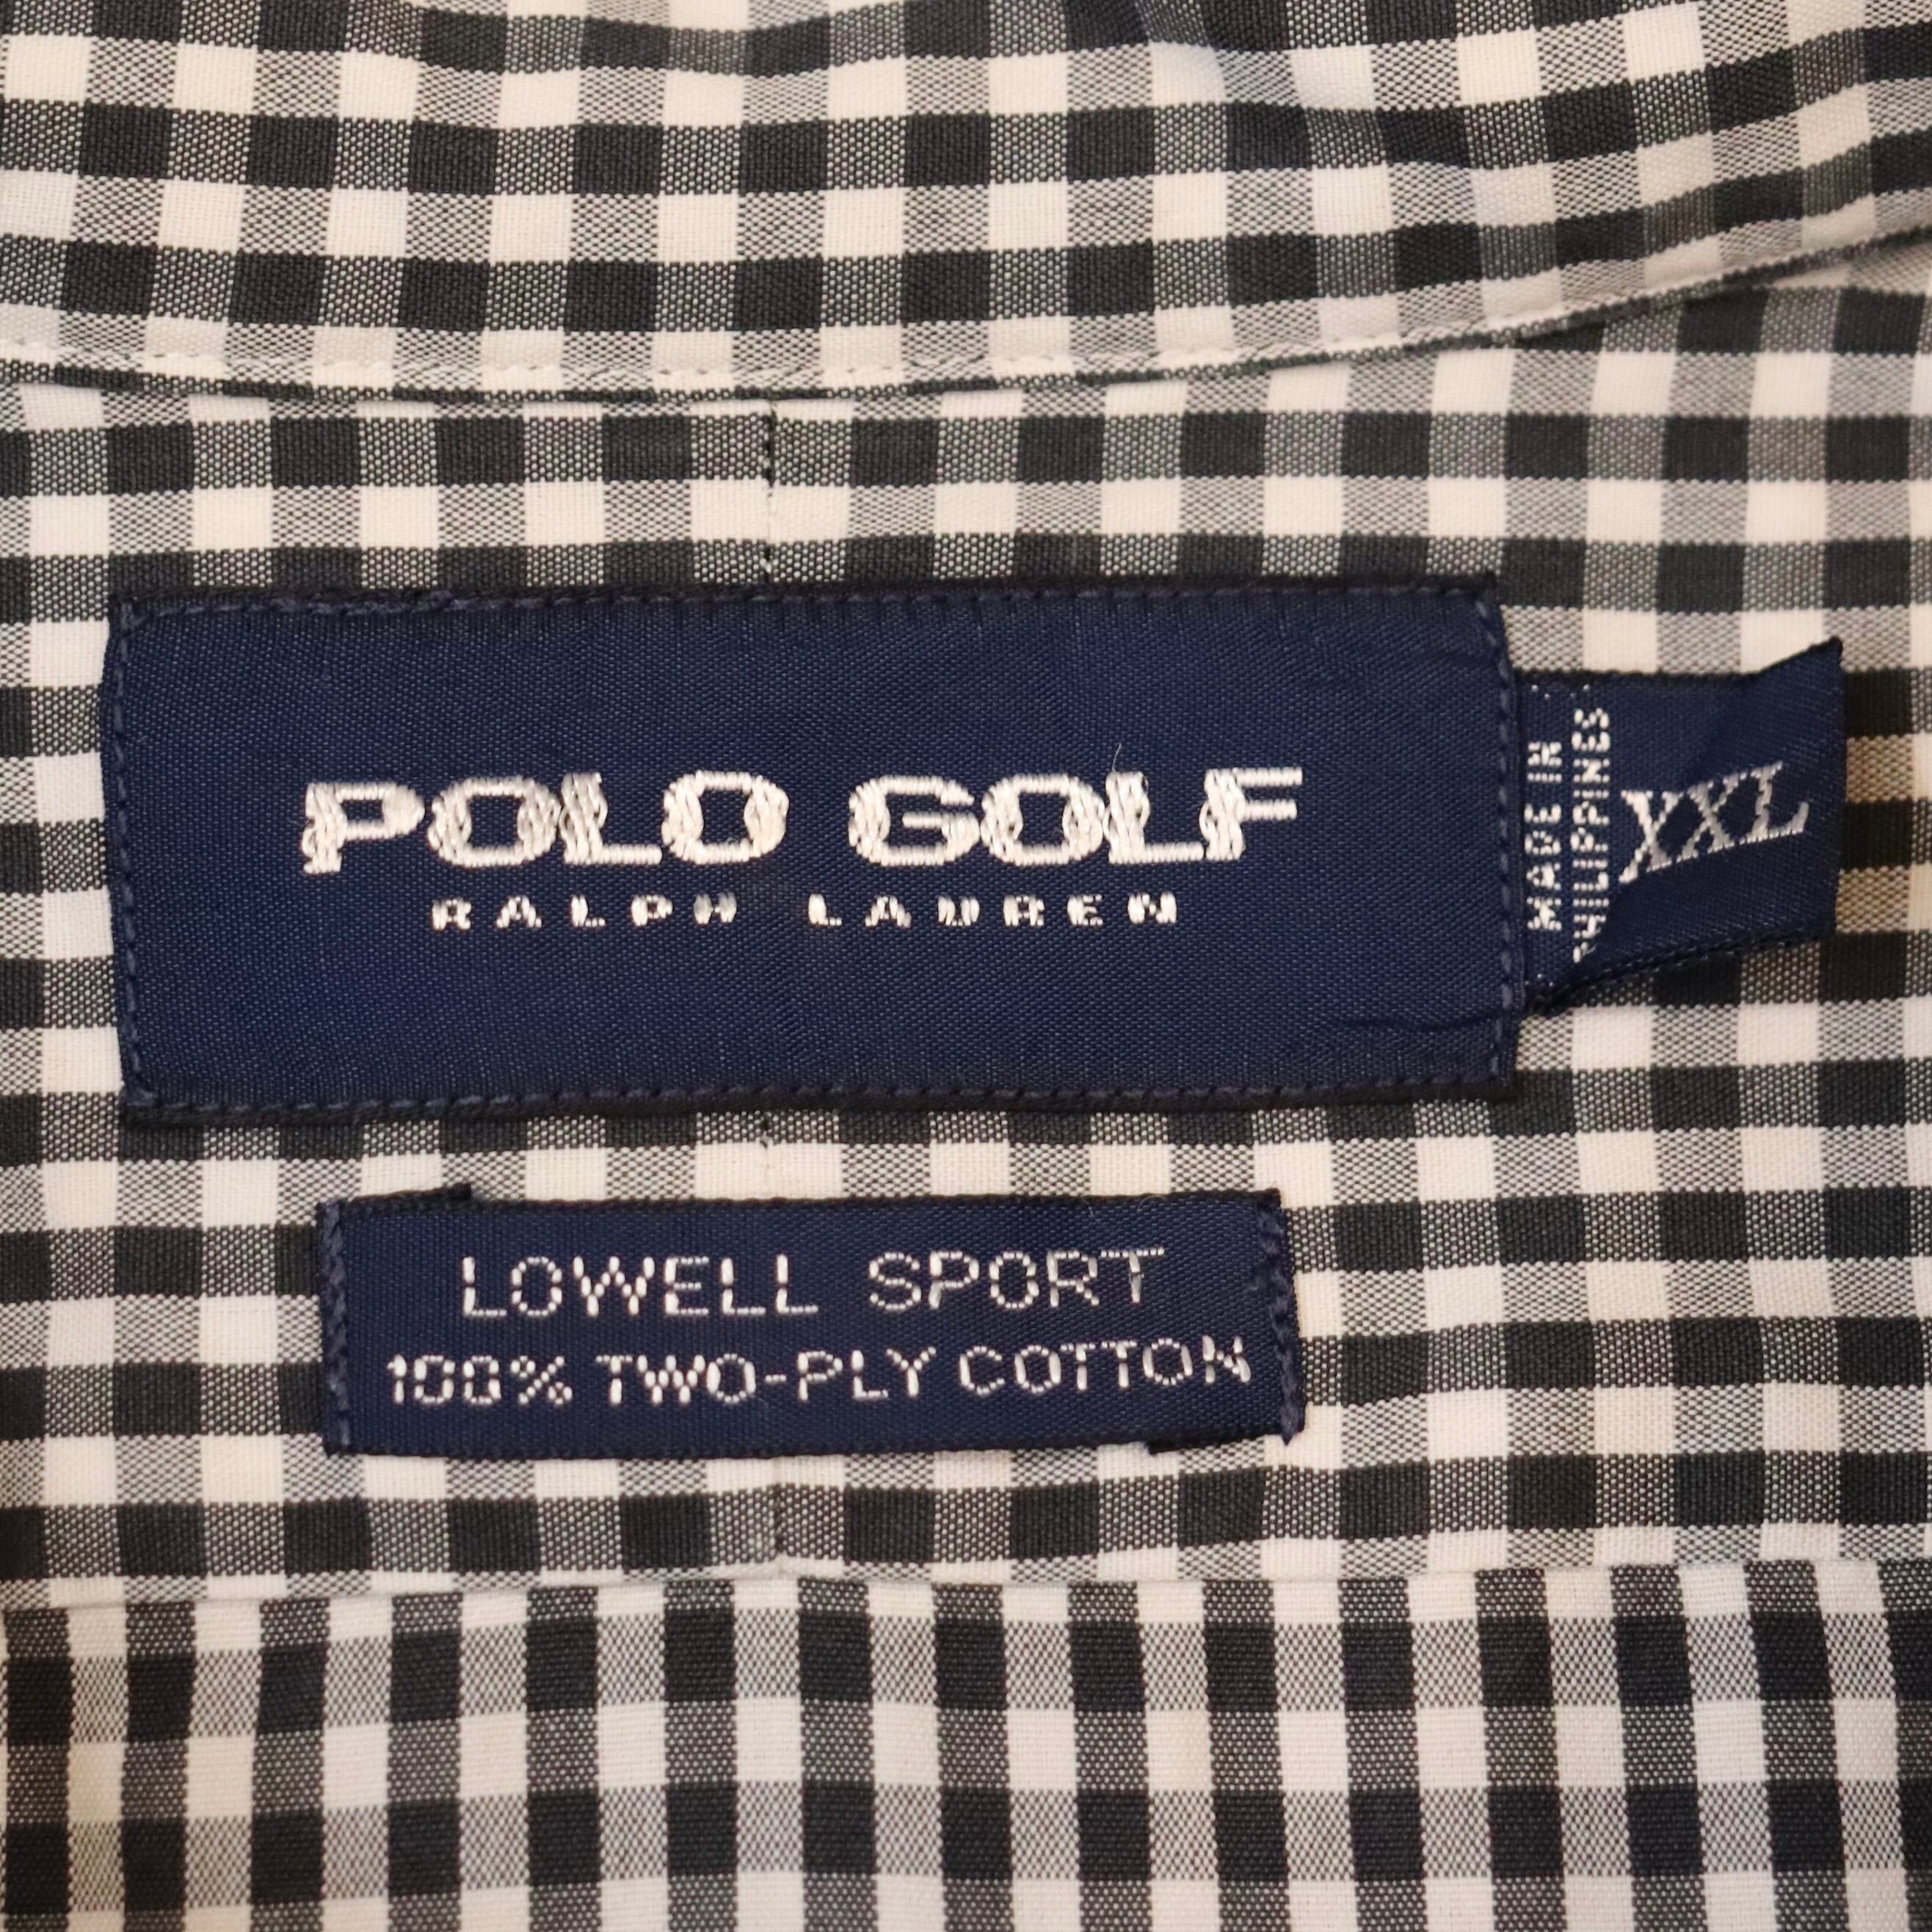 POLO GOLF
RALPH LAUREN
MADE IN
PHILIPPINES
XXL
LOWELL SPORT
100% TWO-PLY COTTON